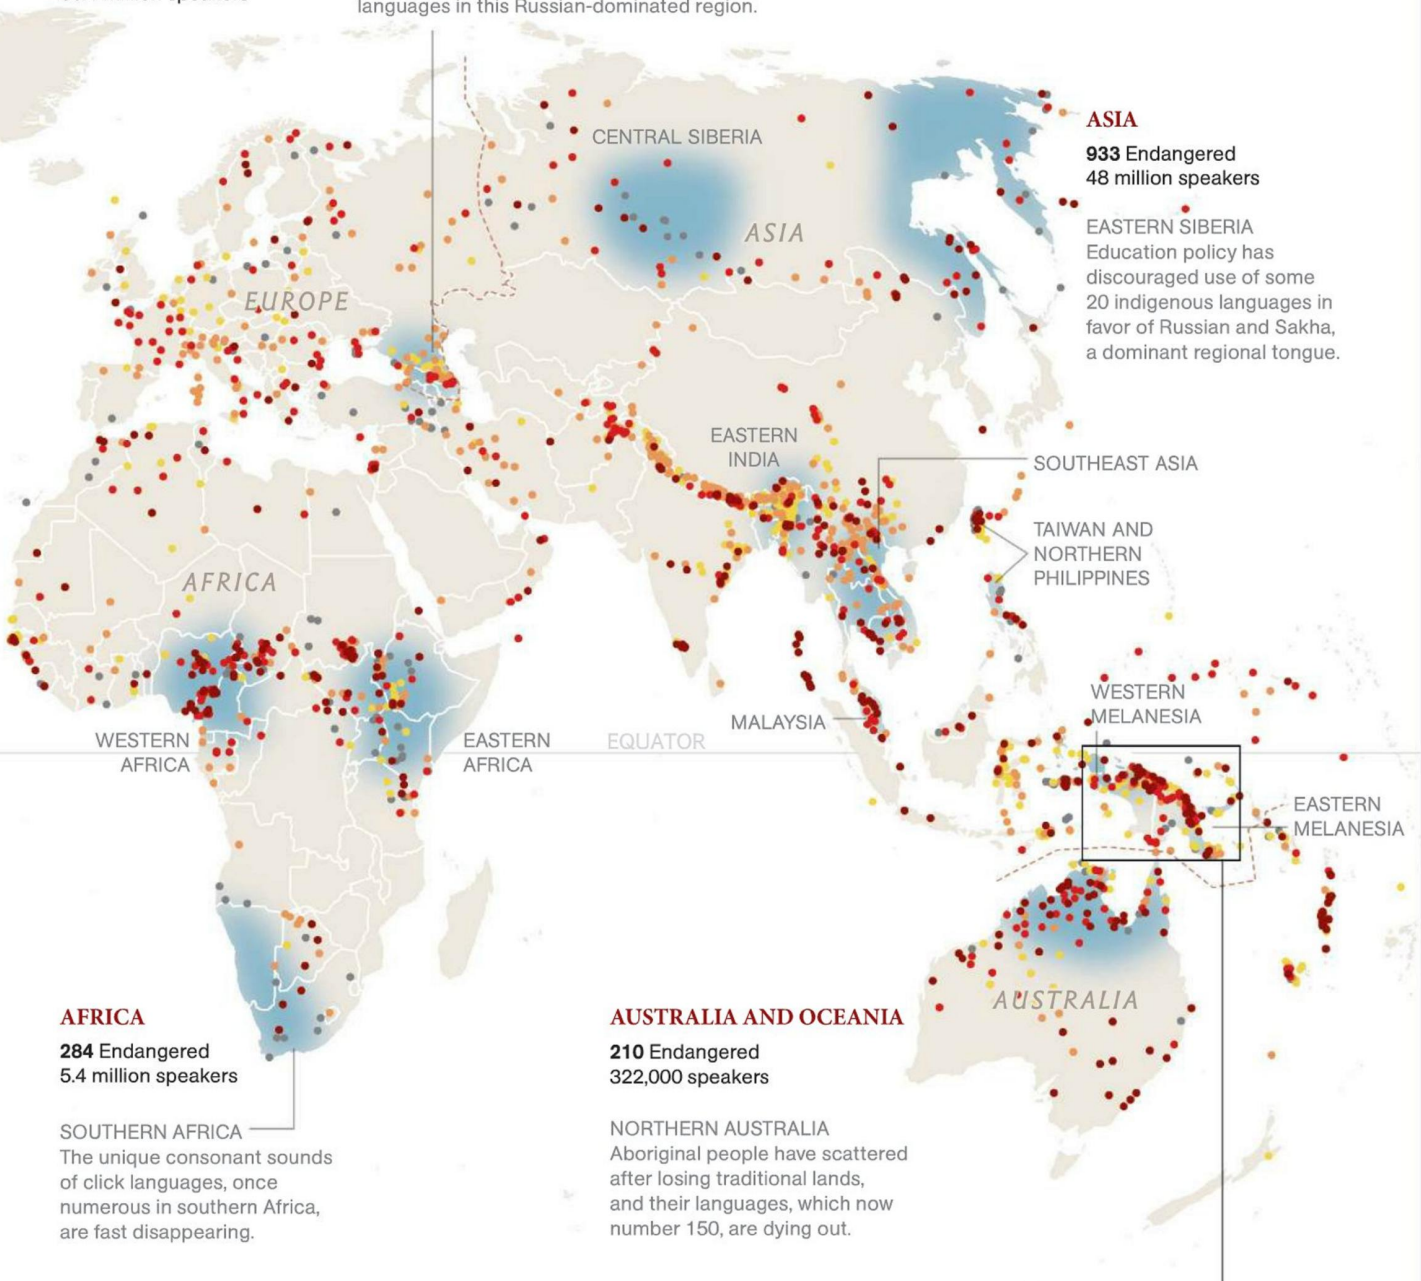 languages in this Russian-dominated region.
CENTRAL SIBERIA
ASIA
EUROPE
ASIA
933 Endangered
48 million speakers
EASTERN SIBERIA
Education policy has
discouraged use of some
20 indigenous languages in
favor of Russian and Sakha,
a dominant regional tongue.
EASTERN
INDIA
SOUTHEAST ASIA
TAIWAN AND
NORTHERN
PHILIPPINES
AFRICA
WESTERN
AFRICA
EASTERN
AFRICA
EQUATOR
MALAYSIA
WESTERN
MELANESIA
EASTERN
MELANESIA
AUSTRALIA
AFRICA
284 Endangered
5.4 million speakers
SOUTHERN AFRICA
The unique consonant sounds
of click languages, once
numerous in southern Africa,
are fast disappearing.
AUSTRALIA AND OCEANIA
210 Endangered
322,000 speakers
NORTHERN AUSTRALIA
Aboriginal people have scattered
after losing traditional lands,
and their languages, which now
number 150, are dying out.